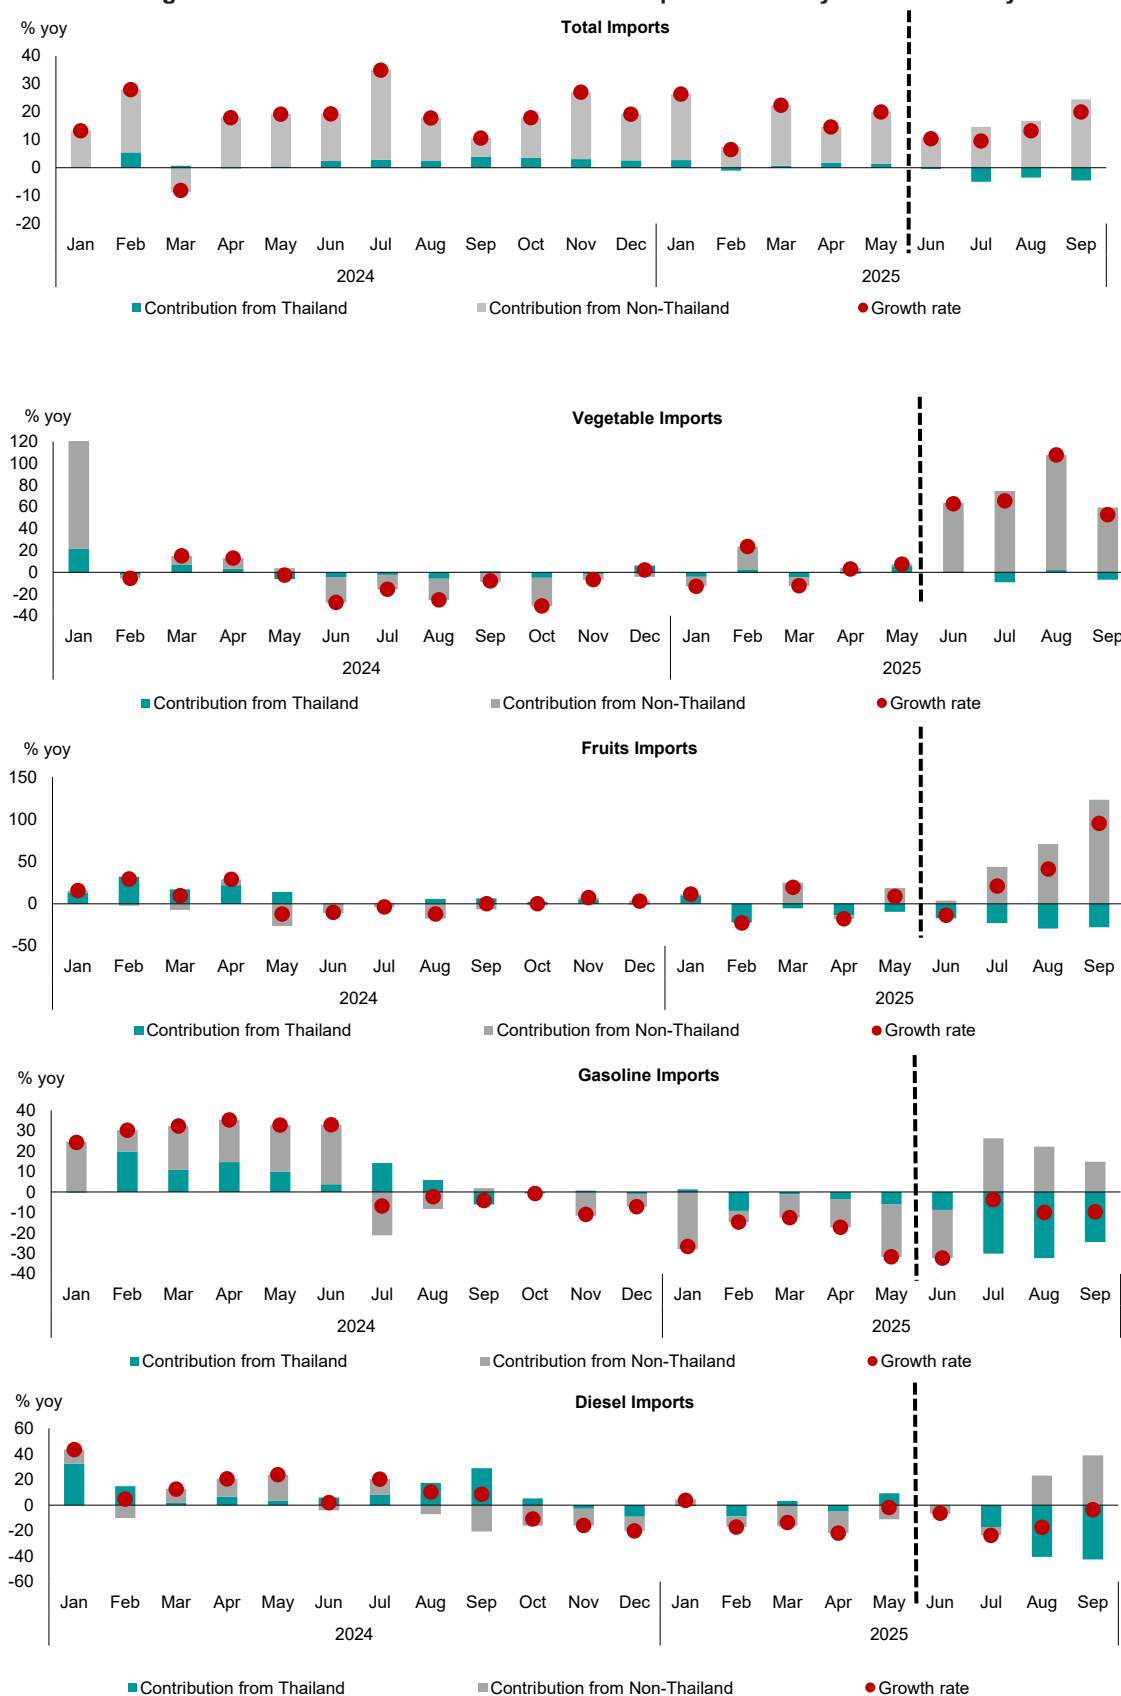 % yoy
Total Imports
40
30
20
10
0
-10
-20
Jan Feb Mar Apr May Jun Jul Aug Sep Oct Nov Dec Jan Feb Mar Apr May Jun Jul Aug Sep
2024 2025
Contribution from Thailand Contribution from Non-Thailand Growth rate
% yoy
Vegetable Imports
120
100
80
60
40
20
0
-20
-40
Jan Feb Mar Apr May Jun Jul Aug Sep Oct Nov Dec Jan Feb Mar Apr May Jun Jul Aug Sep
2024 2025
Contribution from Thailand Contribution from Non-Thailand Growth rate
% yoy
Fruits Imports
150
100
50
0
-50
Jan Feb Mar Apr May Jun Jul Aug Sep Oct Nov Dec Jan Feb Mar Apr May Jun Jul Aug Sep
2024 2025
Contribution from Thailand Contribution from Non-Thailand Growth rate
% yoy
Gasoline Imports
40
30
20
10
0
-10
-20
-30
-40
Jan Feb Mar Apr May Jun Jul Aug Sep Oct Nov Dec Jan Feb Mar Apr May Jun Jul Aug Sep
2024 2025
Contribution from Thailand Contribution from Non-Thailand Growth rate
% yoy
Diesel Imports
60
40
20
0
-20
-40
-60
Jan Feb Mar Apr May Jun Jul Aug Sep Oct Nov Dec Jan Feb Mar Apr May Jun Jul Aug Sep
2024 2025
Contribution from Thailand Contribution from Non-Thailand Growth rate